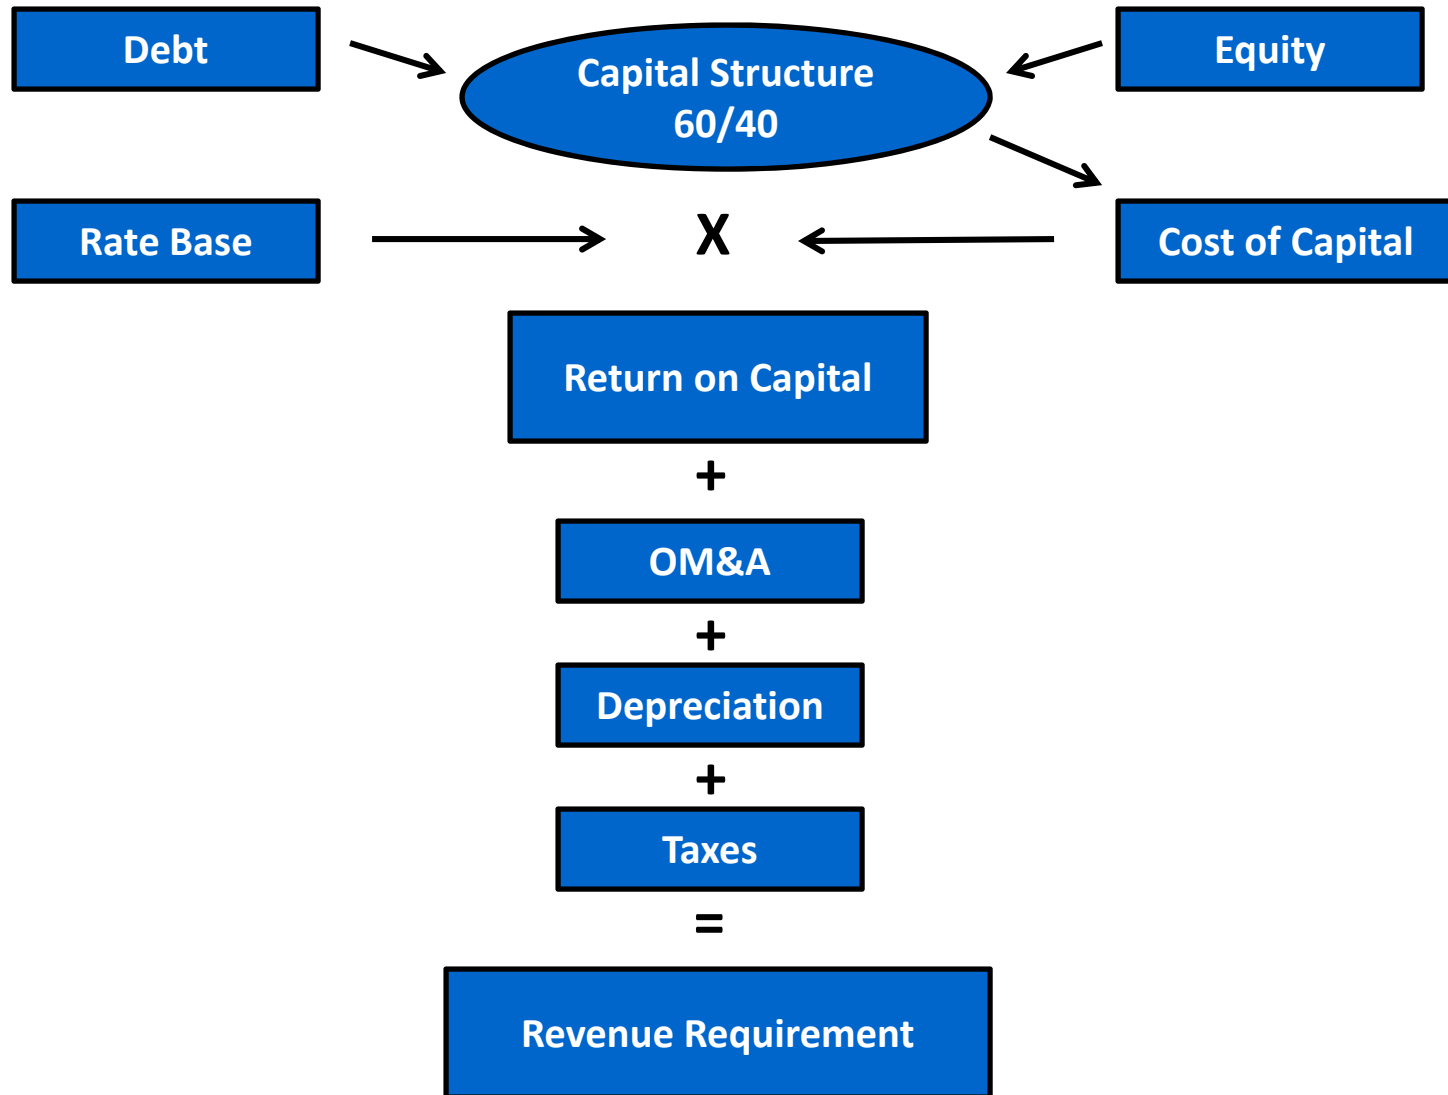 Debt
Capital Structure
60/40
Equity
Rate Base
X
Cost of Capital
Return on Capital
+
OM&A
+
Depreciation
+
Taxes
=
Revenue Requirement